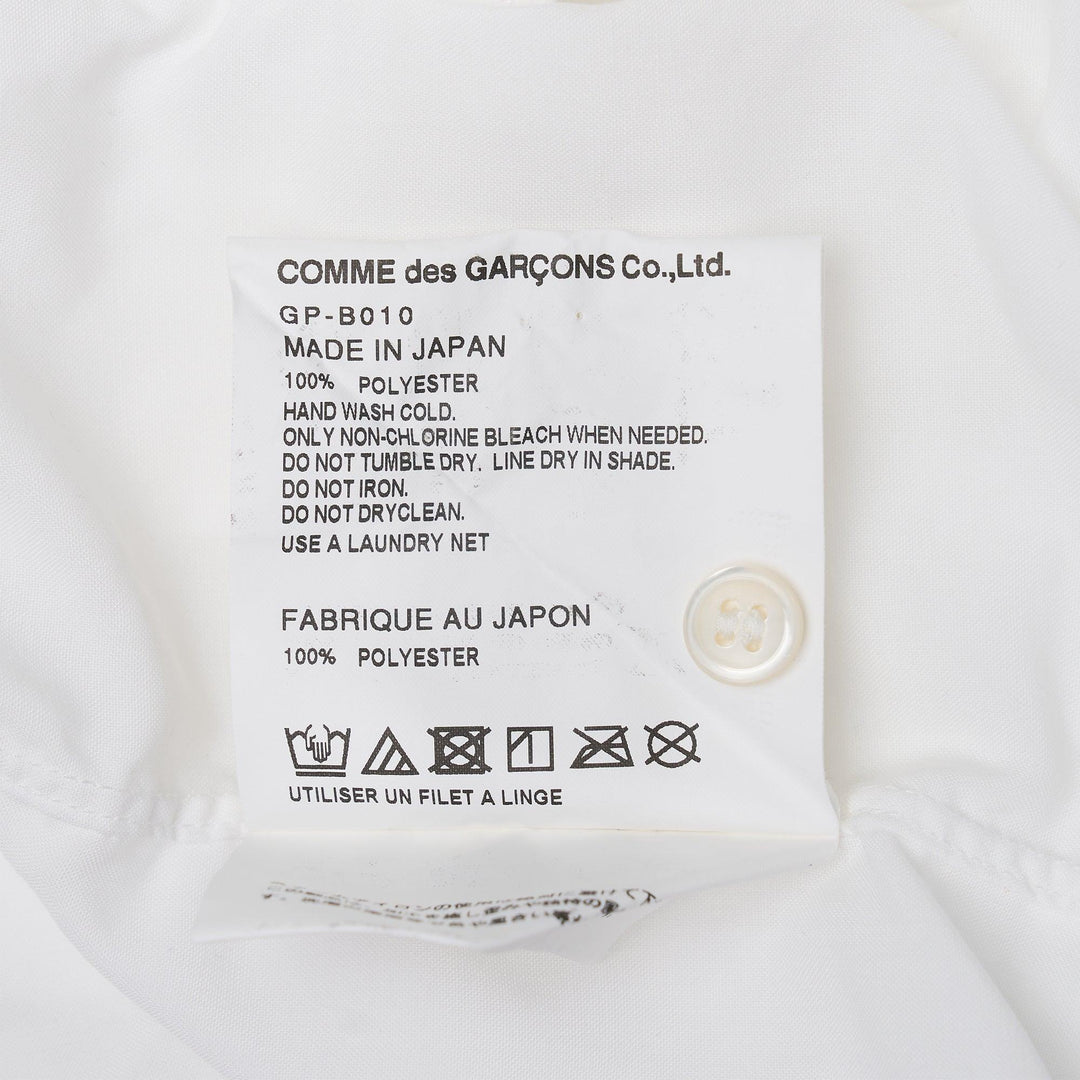 COMME des GARÇONS Co.,Ltd.
GP-B010
MADE IN JAPAN
100% POLYESTER
HAND WASH COLD.
ONLY NON-CHLORINE BLEACH WHEN NEEDED.
DO NOT TUMBLE DRY. LINE DRY IN SHADE.
DO NOT IRON.
DO NOT DRYCLEAN.
USE A LAUNDRY NET
FABRIQUE AU JAPON
100% POLYESTER
UTILISER UN FILET A LINGE